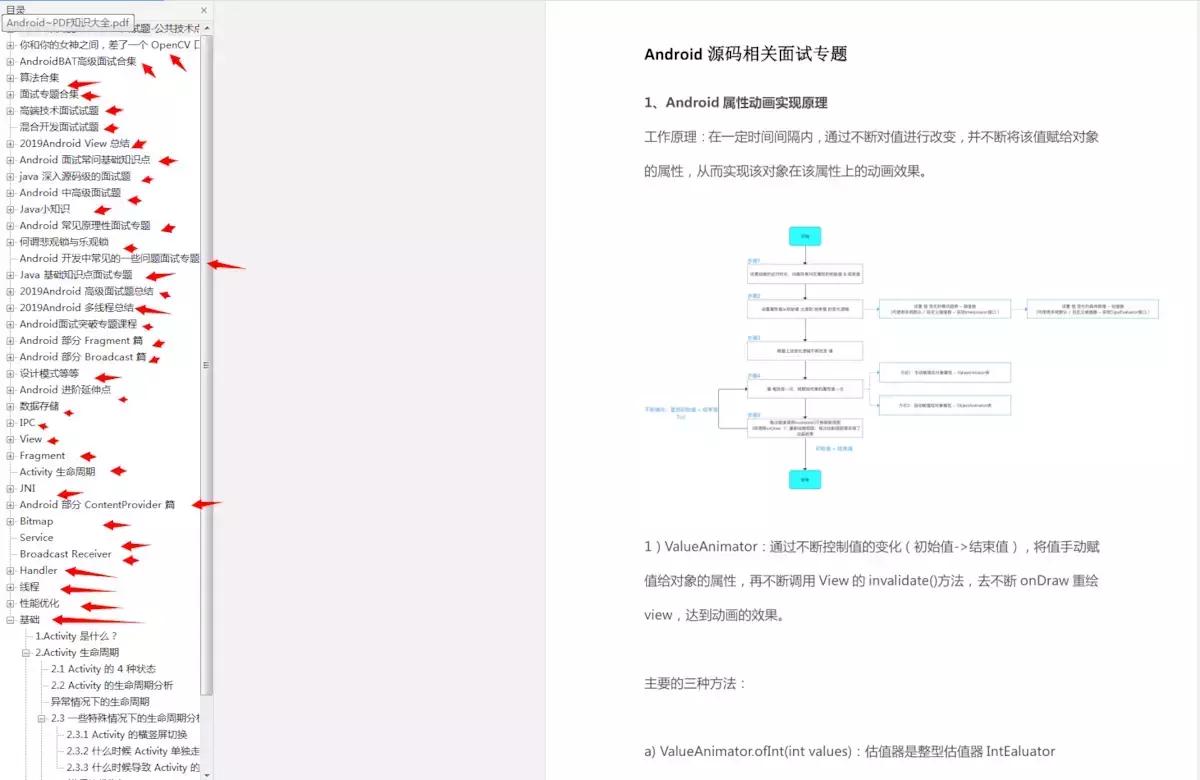 目录
Android~PDF知识大全.pdf
试题-公共技术点
你和你的女神之间，差了一个 OpenCV
AndroidBAT高级面试合集
算法合集
面试专题合集
高端技术面试试题
混合开发面试试题
2019Android View 总结
Android 面试常问基础知识点
java 深入源码级的面试题
Android 中高级面试题
Java小知识
Android 常见原理性面试专题
何谓悲观锁与乐观锁
Android 开发中常见的一些问题面试专题
Java 基础知识点面试专题
2019Android 高级面试题总结
2019Android 多线程总结
Android面试突破专题课程
Android 部分 Fragment 篇
Android 部分 Broadcast 篇
设计模式等等
Android 进阶延伸点
数据存储
IPC
View
Fragment
Activity 生命周期
JNI
Android 部分 ContentProvider 篇
Bitmap
Service
Broadcast Receiver
Handler
线程
性能优化
基础
1.Activity 是什么？
2.Activity 生命周期
2.1 Activity 的 4 种状态
2.2 Activity 的生命周期分析
异常情况下的生命周期
2.3 一些特殊情况下的生命周期分析
2.3.1 Activity 的横竖屏切换
2.3.2 什么时候 Activity 单独走
2.3.3 什么时候导致 Activity 的
Android 源码相关面试专题
1、Android 属性动画实现原理
工作原理：在一定时间间隔内，通过不断对值进行改变，并不断将该值赋给对象
的属性，从而实现该对象在该属性上的动画效果。
步骤1
步骤2
步骤3
步骤4
步骤5
1）ValueAnimator：通过不断控制值的变化（初始值->结束值），将值手动赋
值给对象的属性，再不断调用 View 的 invalidate()方法，去不断 onDraw 重绘
view，达到动画的效果。
主要的三种方法：
a) ValueAnimator.ofInt(int values)：估值器是整型估值器 IntEaluator